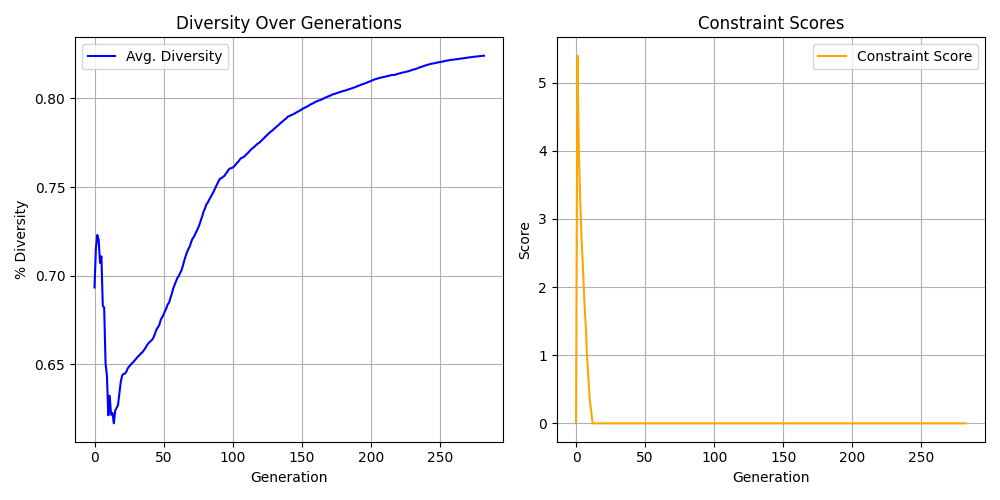 Diversity Over Generations
Avg. Diversity
% Diversity
0.80
0.75
0.70
0.65
0 50 100 150 200 250
Generation
Constraint Scores
Constraint Score
Score
5
4
3
2
1
0
0 50 100 150 200 250
Generation